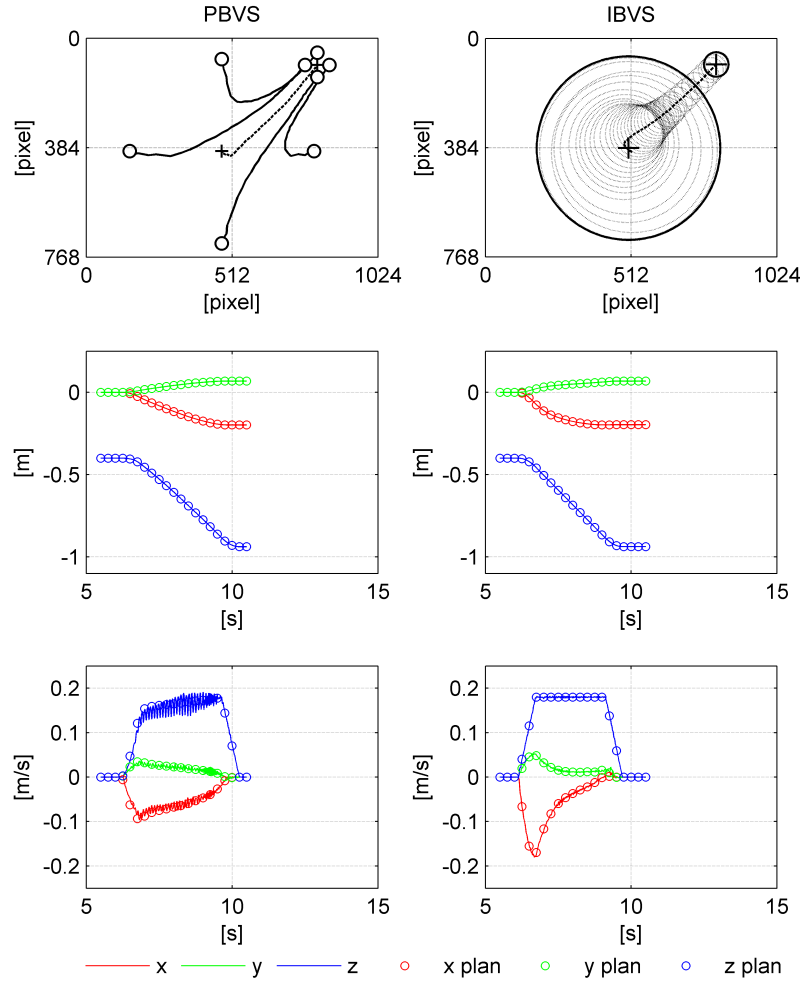 PBVS IBVS
0 0
384 384
768 768
[pixel] [pixel]
0 512 1024 0 512 1024
[pixel] [pixel]
0 0
-0.5 -0.5
-1 -1
[m] [m]
5 10 15 5 10 15
[s] [s]
0.2 0.2
0.1 0.1
0 0
-0.1 -0.1
-0.2 -0.2
[m/s] [m/s]
5 10 15 5 10 15
[s] [s]
x y z x plan y plan z plan